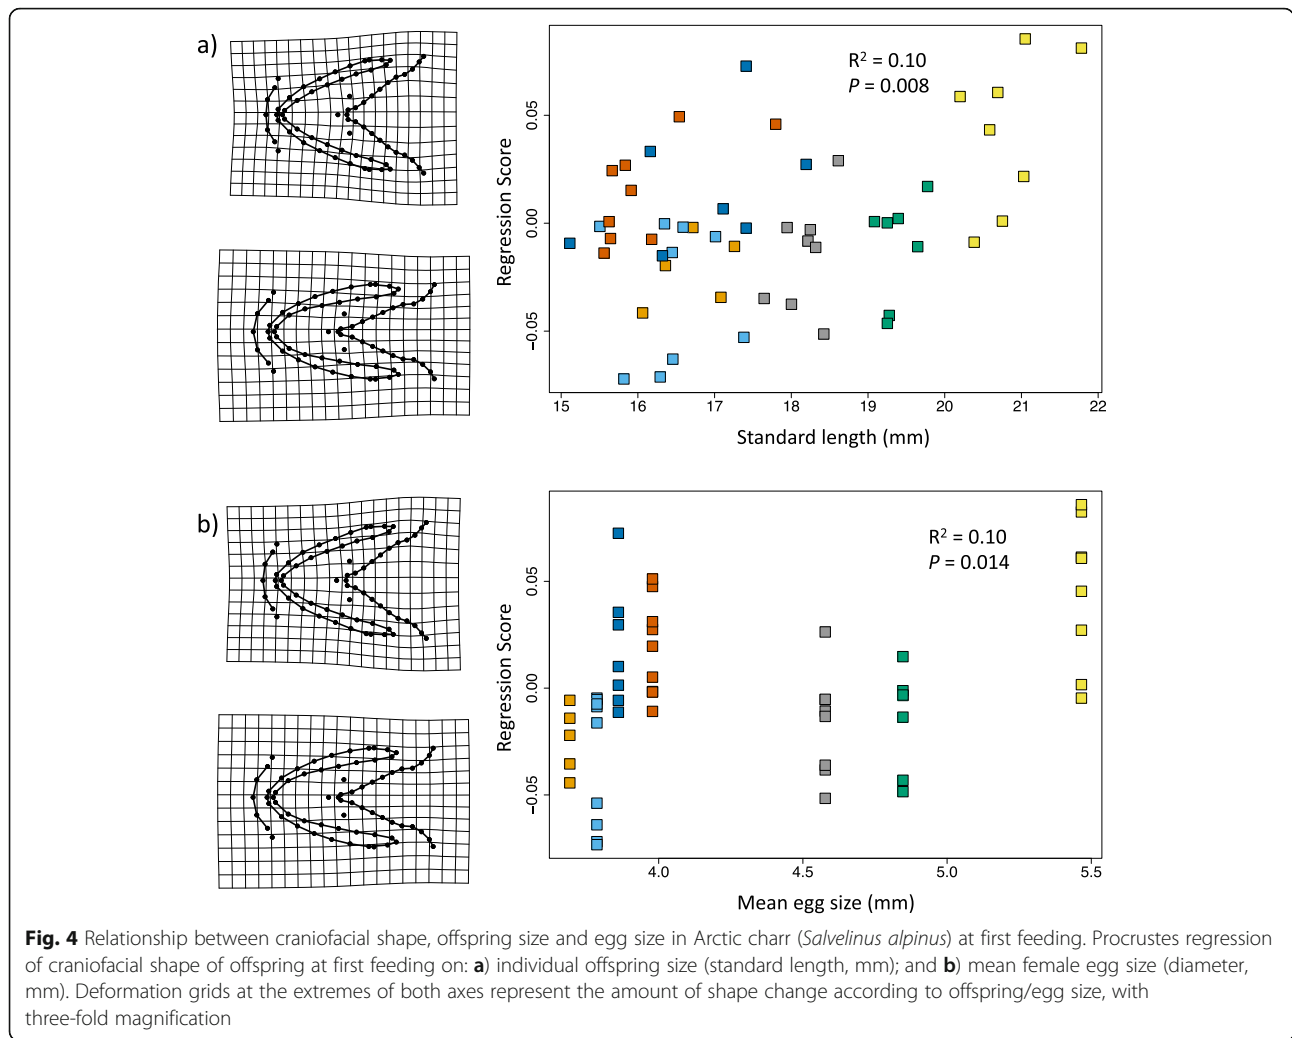 a)
R² = 0.10
P = 0.008
Regression Score
0.05
0.00
−0.05
15 16 17 18 19 20 21 22
Standard length (mm)
b)
R² = 0.10
P = 0.014
Regression Score
0.05
0.00
−0.05
4.0 4.5 5.0 5.5
Mean egg size (mm)
Fig. 4 Relationship between craniofacial shape, offspring size and egg size in Arctic charr (Salvelinus alpinus) at first feeding. Procrustes regression
of craniofacial shape of offspring at first feeding on: a) individual offspring size (standard length, mm); and b) mean female egg size (diameter,
mm). Deformation grids at the extremes of both axes represent the amount of shape change according to offspring/egg size, with
three-fold magnification